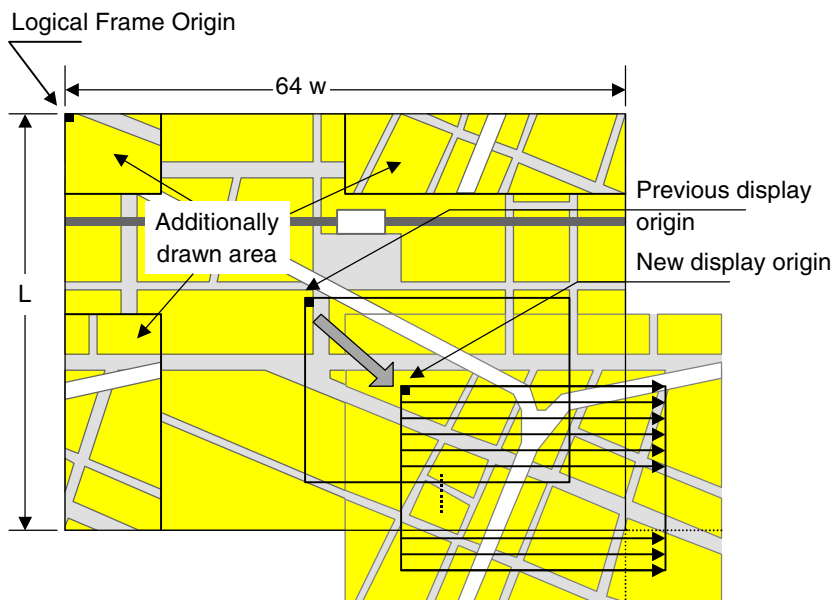 Logical Frame Origin
64 w
Previous display
origin
Additionally
drawn area
New display origin
L